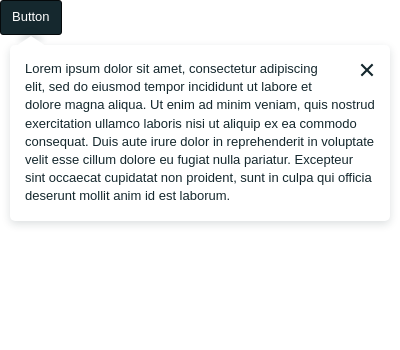 Button
Lorem ipsum dolor sit amet, consectetur adipiscing
elit, sed do eiusmod tempor incididunt ut labore et
dolore magna aliqua. Ut enim ad minim veniam, quis nostrud
exercitation ullamco laboris nisi ut aliquip ex ea commodo
consequat. Duis aute irure dolor in reprehenderit in voluptate
velit esse cillum dolore eu fugiat nulla pariatur. Excepteur
sint occaecat cupidatat non proident, sunt in culpa qui officia
deserunt mollit anim id est laborum.